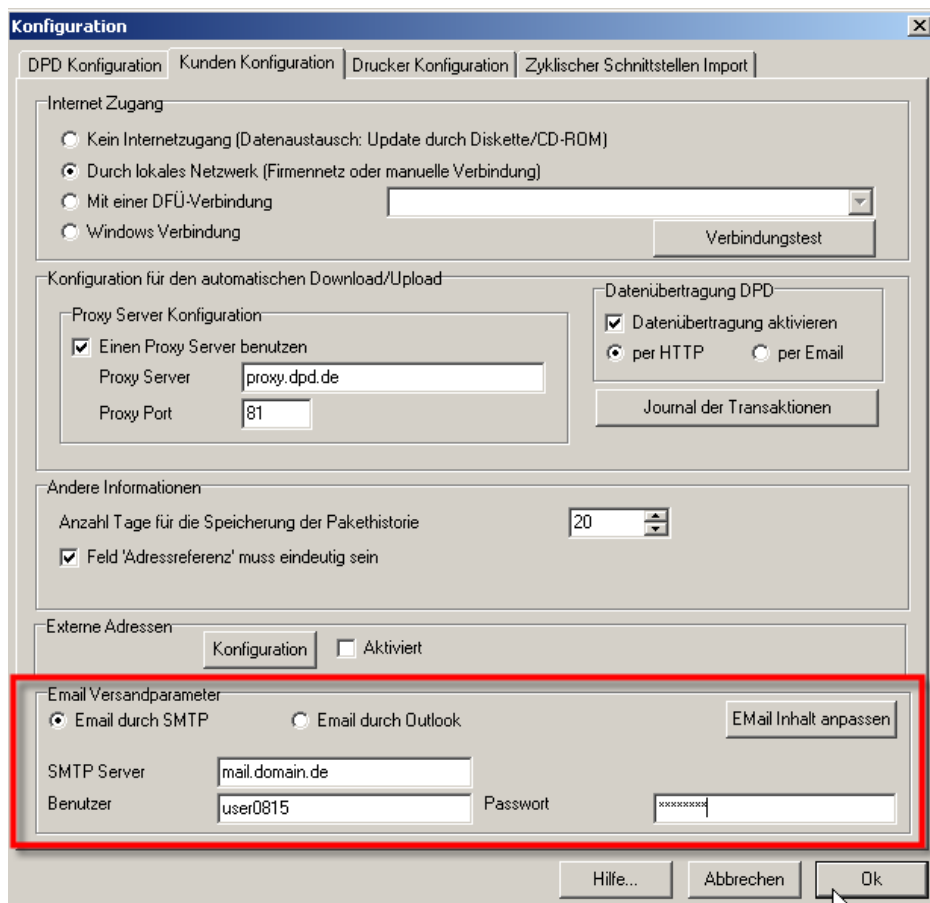 Konfiguration
DPD Konfiguration Kunden Konfiguration Drucker Konfiguration Zyklischer Schnittstellen Import
Internet Zugang
Kein Internetzugang (Datenaustausch: Update durch Diskette/CD-ROM)
Durch lokales Netzwerk (Firmennetz oder manuelle Verbindung)
Mit einer DFÜ-Verbindung
Windows Verbindung
Verbindungstest
Konfiguration für den automatischen Download/Upload
Proxy Server Konfiguration
Einen Proxy Server benutzen
Proxy Server proxy.dpd.de
Proxy Port 81
Datenübertragung DPD
Datenübertragung aktivieren
per HTTP per Email
Journal der Transaktionen
Andere Informationen
Anzahl Tage für die Speicherung der Pakethistorie 20
Feld 'Adressreferenz' muss eindeutig sein
Externe Adressen
Konfiguration Aktiviert
Email Versandparameter
Email durch SMTP Email durch Outlook EMail Inhalt anpassen
SMTP Server mail.domain.de
Benutzer user0815 Passwort ********
Hilfe... Abbrechen Ok